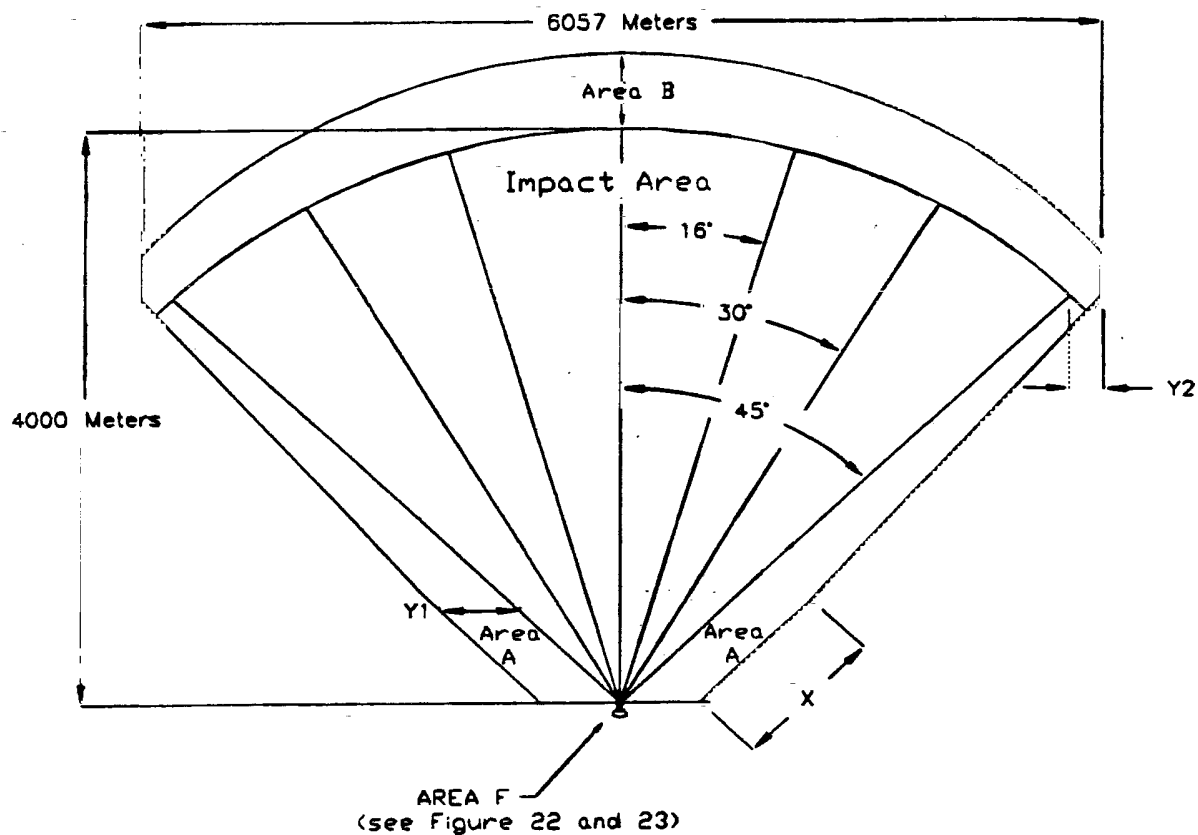 6057 Meters
Area B
Impact Area
16°
30°
45°
4000 Meters
Y2
Y1
Area
A
Area
A
X
AREA F
(see Figure 22 and 23)